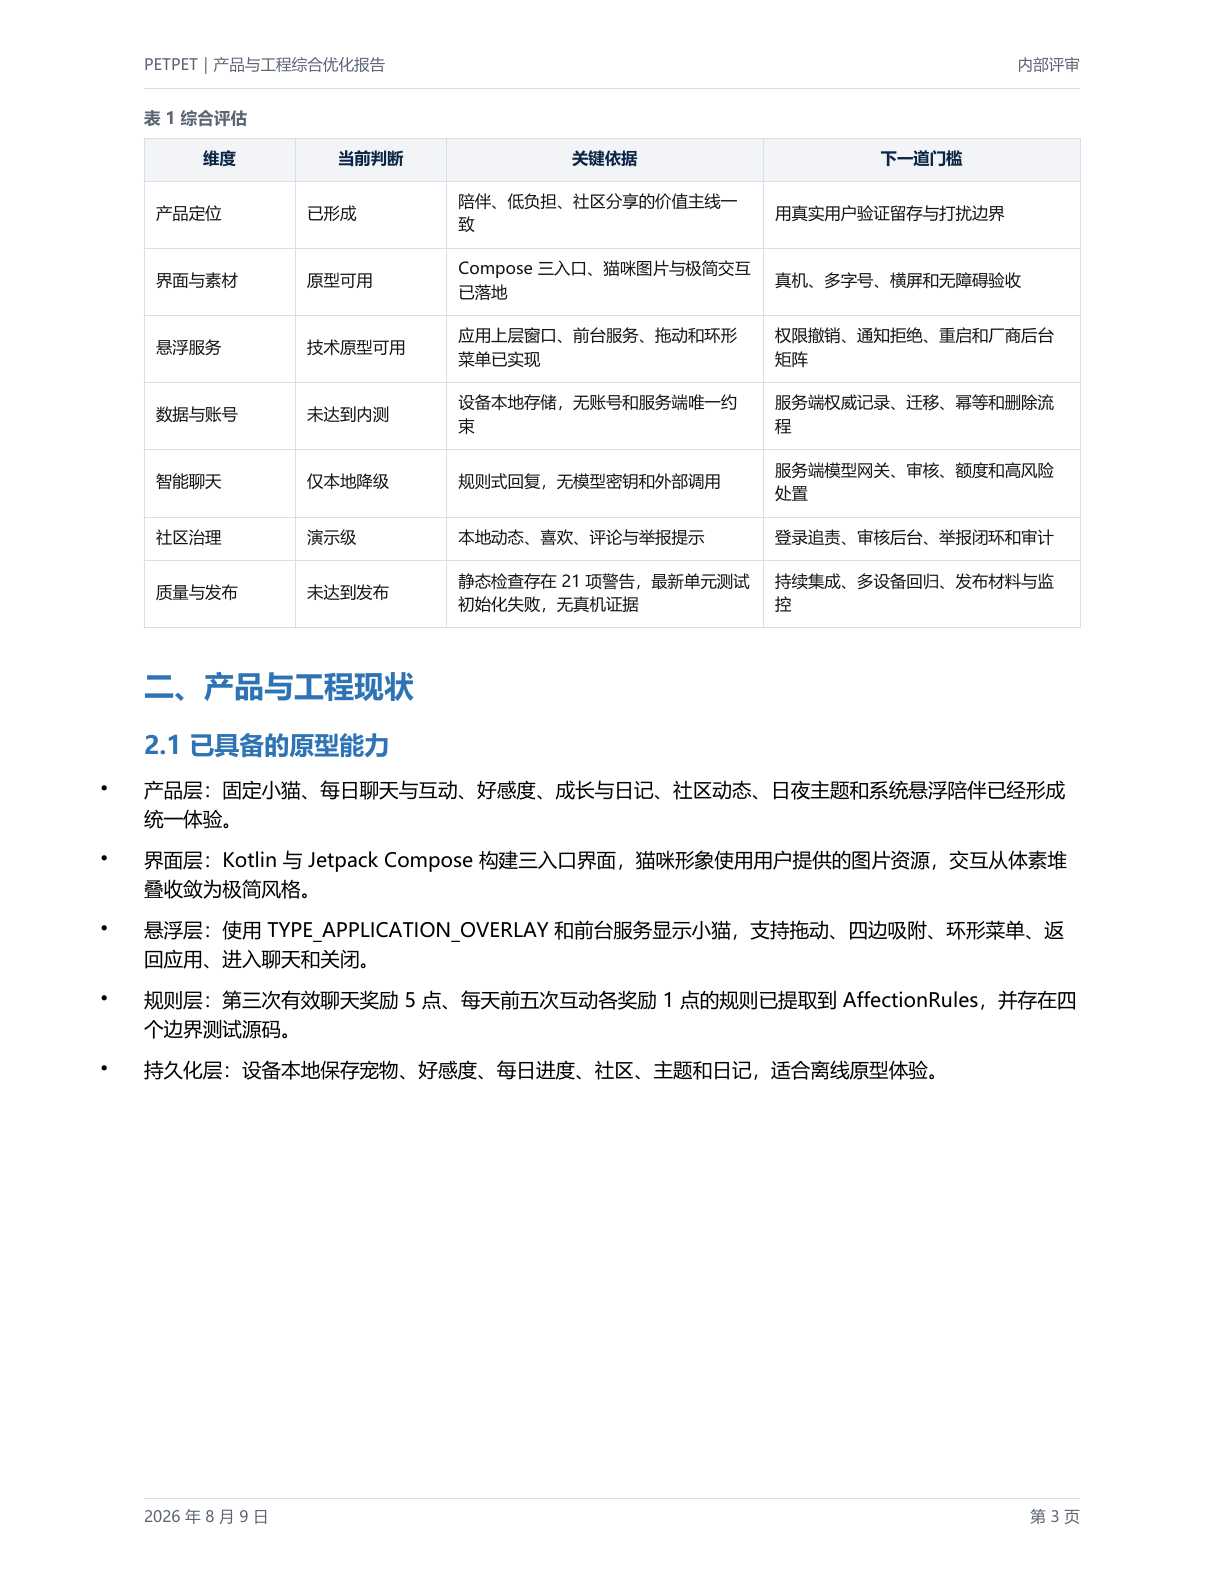 PETPET｜产品与工程综合优化报告
内部评审
表 1 综合评估
维度
当前判断
关键依据
下一道门槛
产品定位
已形成
陪伴、低负担、社区分享的价值主线一
致
用真实用户验证留存与打扰边界
界面与素材
原型可用
Compose 三入口、猫咪图片与极简交互
已落地
真机、多字号、横屏和无障碍验收
悬浮服务
技术原型可用
应用上层窗口、前台服务、拖动和环形
菜单已实现
权限撤销、通知拒绝、重启和厂商后台
矩阵
数据与账号
未达到内测
设备本地存储，无账号和服务端唯一约
束
服务端权威记录、迁移、幂等和删除流
程
智能聊天
仅本地降级
规则式回复，无模型密钥和外部调用
服务端模型网关、审核、额度和高风险
处置
社区治理
演示级
本地动态、喜欢、评论与举报提示
登录追责、审核后台、举报闭环和审计
质量与发布
未达到发布
静态检查存在 21 项警告，最新单元测试
初始化失败，无真机证据
持续集成、多设备回归、发布材料与监
控
二、产品与工程现状
2.1 已具备的原型能力
• 产品层：固定小猫、每日聊天与互动、好感度、成长与日记、社区动态、日夜主题和系统悬浮陪伴已经形成
统一体验。
• 界面层：Kotlin 与 Jetpack Compose 构建三入口界面，猫咪形象使用用户提供的图片资源，交互从体素堆
叠收敛为极简风格。
• 悬浮层：使用 TYPE_APPLICATION_OVERLAY 和前台服务显示小猫，支持拖动、四边吸附、环形菜单、返
回应用、进入聊天和关闭。
• 规则层：第三次有效聊天奖励 5 点、每天前五次互动各奖励 1 点的规则已提取到 AffectionRules，并存在四
个边界测试源码。
• 持久化层：设备本地保存宠物、好感度、每日进度、社区、主题和日记，适合离线原型体验。
2026 年 8 月 9 日
第 3 页